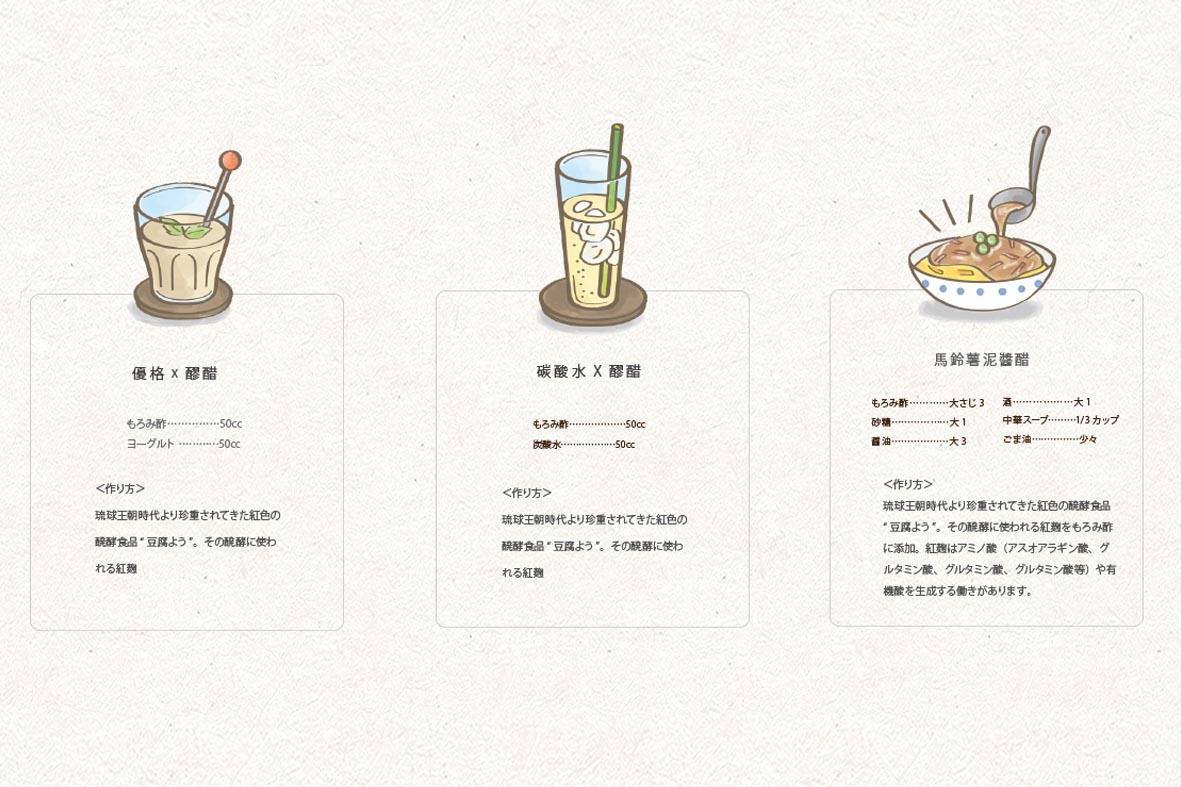 優格 x 醪醋
もろみ酢……………50cc
ヨーグルト …………50cc
＜作り方＞
琉球王朝時代より珍重されてきた紅色の
醗酵食品 “ 豆腐よう ”。その醗酵に使わ
れる紅麹
碳酸水 X 醪醋
もろみ酢………………50cc
炭酸水………………50cc
＜作り方＞
琉球王朝時代より珍重されてきた紅色の
醗酵食品 “ 豆腐よう ”。その醗酵に使わ
れる紅麹
馬鈴薯泥醬醋
もろみ酢…………大さじ 3
砂糖………………大 1
醤油………………大 3
酒………………大 1
中華スープ………1/3 カップ
ごま油……………少々
＜作り方＞
琉球王朝時代より珍重されてきた紅色の醗酵食品
“ 豆腐よう ”。その醗酵に使われる紅麹をもろみ酢
に添加。紅麹はアミノ酸（アスオアラギン酸、グ
ルタミン酸、グルタミン酸、グルタミン酸等）や有
機酸を生成する働きがあります。